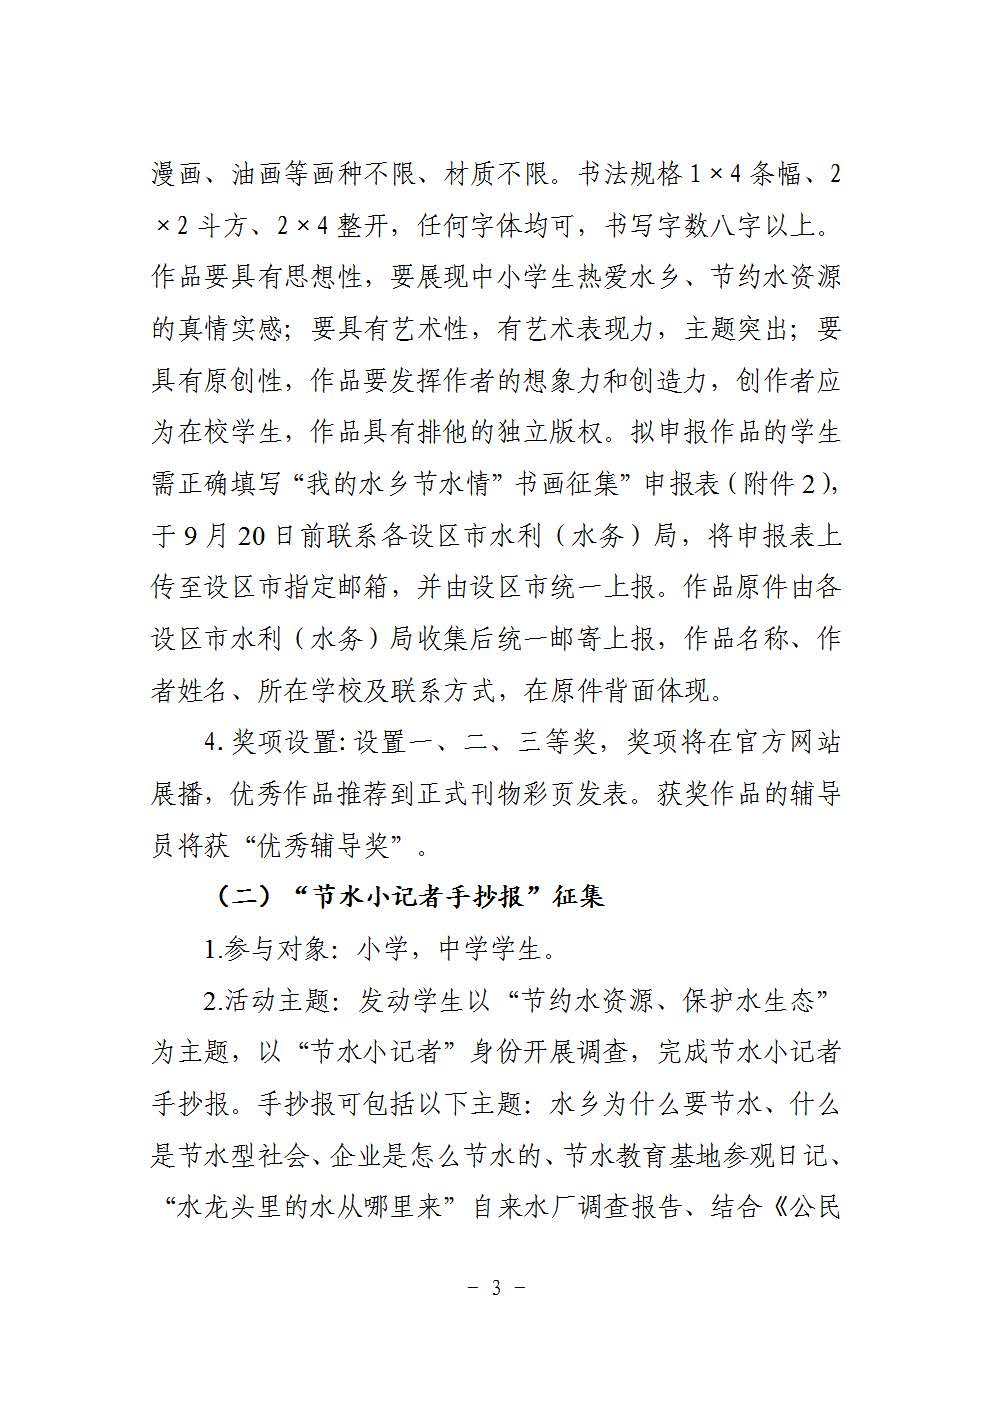 漫画、油画等画种不限、材质不限。书法规格1×4条幅、2
×2斗方、2×4整开，任何字体均可，书写字数八字以上。
作品要具有思想性，要展现中小学生热爱水乡、节约水资源
的真情实感；要具有艺术性，有艺术表现力，主题突出；要
具有原创性，作品要发挥作者的想象力和创造力，创作者应
为在校学生，作品具有排他的独立版权。拟申报作品的学生
需正确填写“我的水乡节水情”书画征集”申报表（附件2），
于9月20日前联系各设区市水利（水务）局，将申报表上
传至设区市指定邮箱，并由设区市统一上报。作品原件由各
设区市水利（水务）局收集后统一邮寄上报，作品名称、作
者姓名、所在学校及联系方式，在原件背面体现。
4.奖项设置:设置一、二、三等奖，奖项将在官方网站
展播，优秀作品推荐到正式刊物彩页发表。获奖作品的辅导
员将获“优秀辅导奖”。
（二）“节水小记者手抄报”征集
1.参与对象：小学，中学学生。
2.活动主题：发动学生以“节约水资源、保护水生态”
为主题，以“节水小记者”身份开展调查，完成节水小记者
手抄报。手抄报可包括以下主题：水乡为什么要节水、什么
是节水型社会、企业是怎么节水的、节水教育基地参观日记、
“水龙头里的水从哪里来”自来水厂调查报告、结合《公民
- 3 -